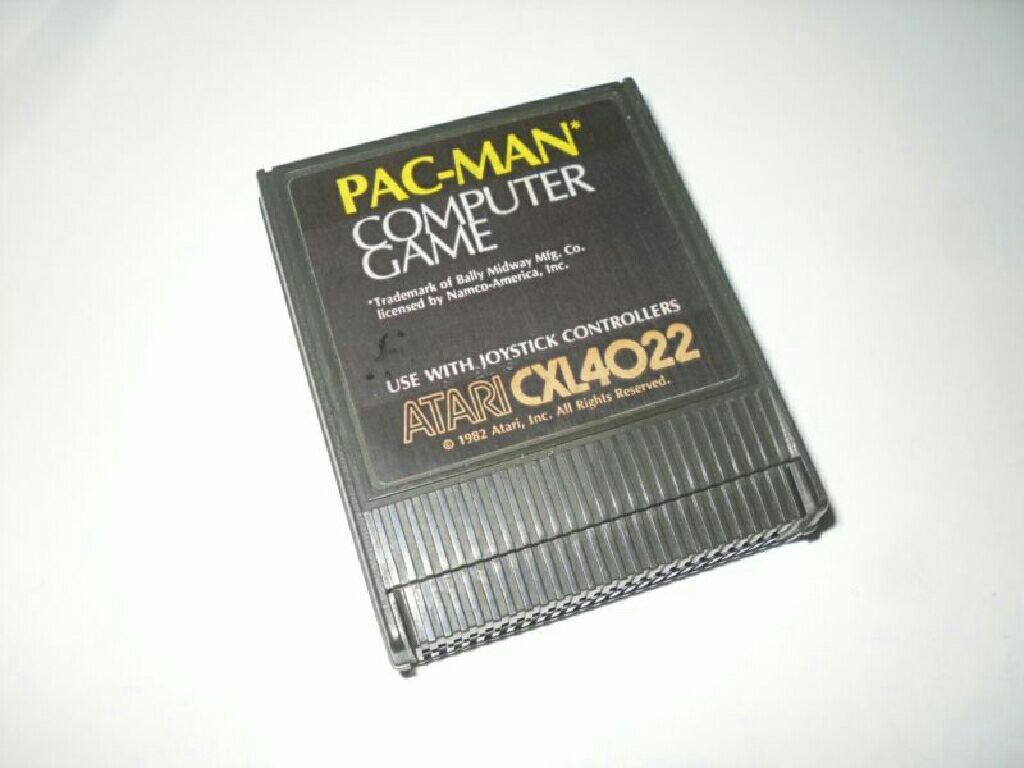 PAC-MAN*
COMPUTER
GAME
*Trademark of Bally Midway Mfg. Co.
licensed by Namco-America, Inc.
USE WITH JOYSTICK CONTROLLERS
ATARI CXL4022
© 1982 Atari, Inc. All Rights Reserved.